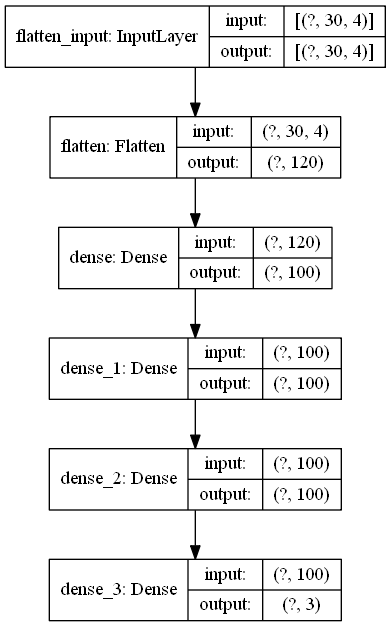 flatten_input: InputLayer
input: [(?, 30, 4)]
output: [(?, 30, 4)]
flatten: Flatten
input: (?, 30, 4)
output: (?, 120)
dense: Dense
input: (?, 120)
output: (?, 100)
dense_1: Dense
input: (?, 100)
output: (?, 100)
dense_2: Dense
input: (?, 100)
output: (?, 100)
dense_3: Dense
input: (?, 100)
output: (?, 3)